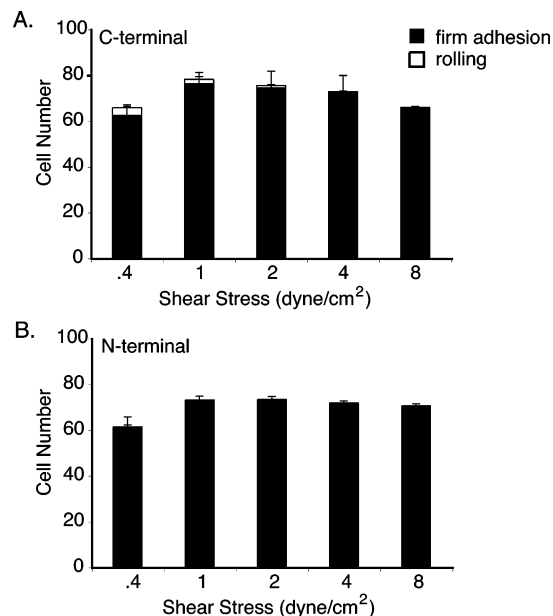 A.
C-terminal
firm adhesion
rolling
100
80
60
40
20
0
Cell Number
.4 1 2 4 8
Shear Stress (dyne/cm²)
B.
N-terminal
100
80
60
40
20
0
Cell Number
.4 1 2 4 8
Shear Stress (dyne/cm²)